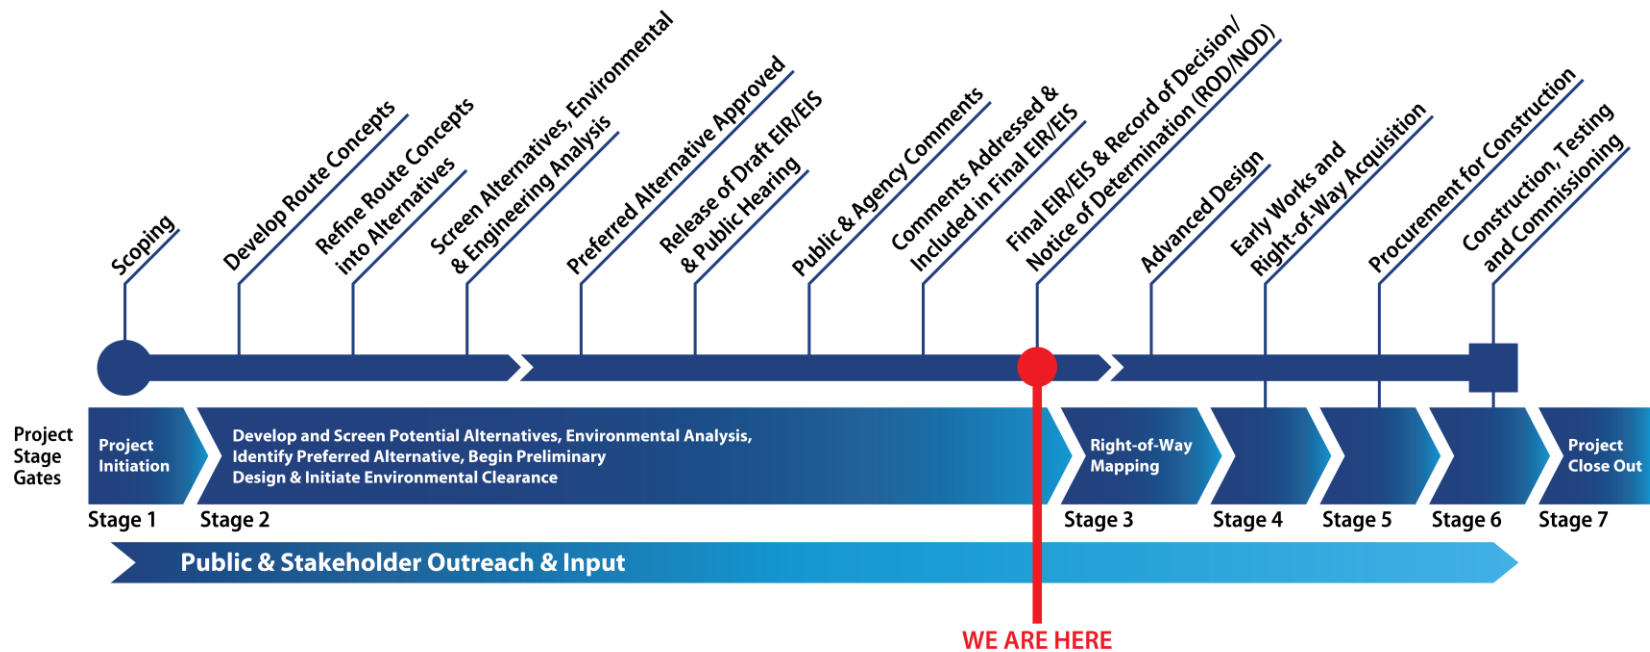 Scoping
Develop Route Concepts
Refine Route Concepts
into Alternatives
Screen Alternatives, Environmental
& Engineering Analysis
Preferred Alternative Approved
Release of Draft EIR/EIS
& Public Hearing
Public & Agency Comments
Comments Addressed &
Included in Final EIR/EIS
Final EIR/EIS & Record of Decision/
Notice of Determination (ROD/NOD)
Advanced Design
Early Works and
Right-of-Way Acquisition
Procurement for Construction
Construction, Testing
and Commissioning
Project
Stage
Gates
Project
Initiation
Develop and Screen Potential Alternatives, Environmental Analysis,
Identify Preferred Alternative, Begin Preliminary
Design & Initiate Environmental Clearance
Right-of-Way
Mapping
Project
Close Out
Stage 1
Stage 2
Stage 3
Stage 4
Stage 5
Stage 6
Stage 7
Public & Stakeholder Outreach & Input
WE ARE HERE